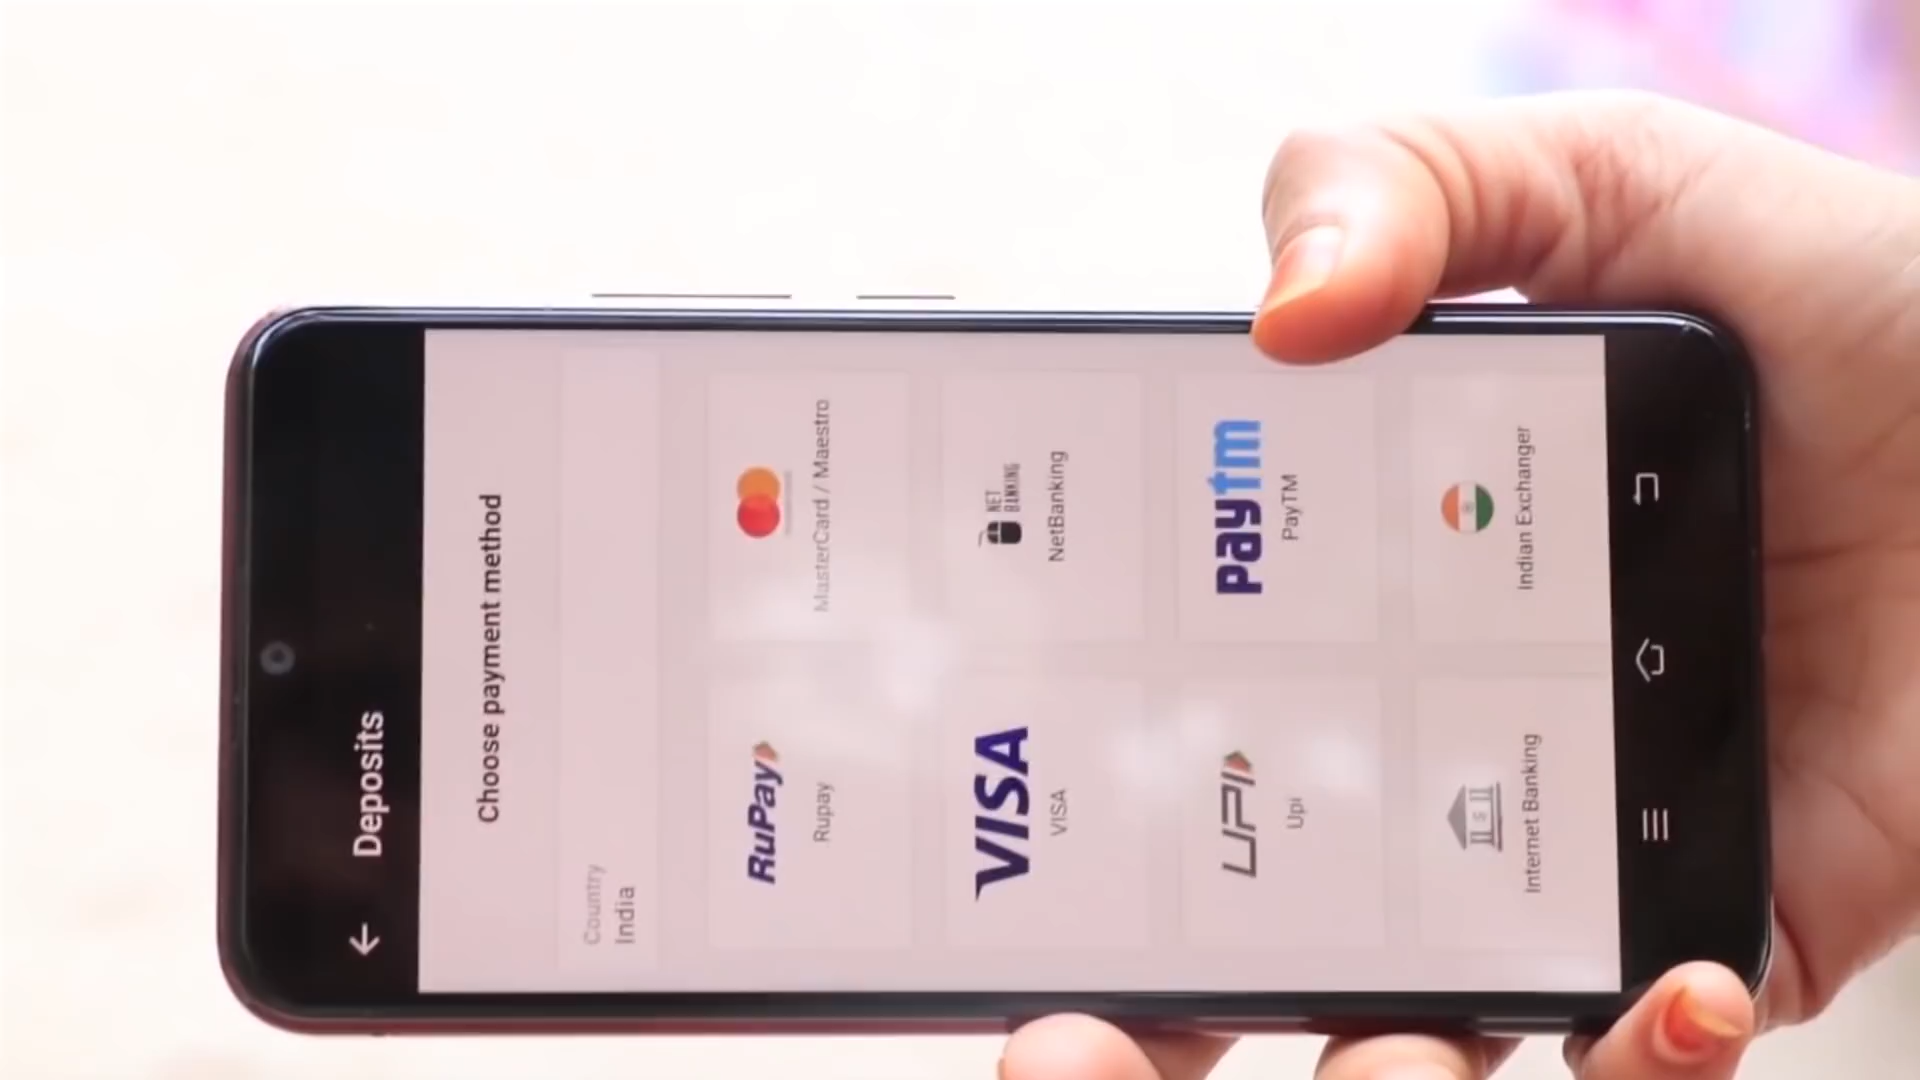 Deposits
Choose payment method
Country
India
RuPay
Rupay
MasterCard / Maestro
VISA
VISA
NET
BANKING
NetBanking
UPI
Upi
paytm
PayTM
$
Internet Banking
Indian Exchanger